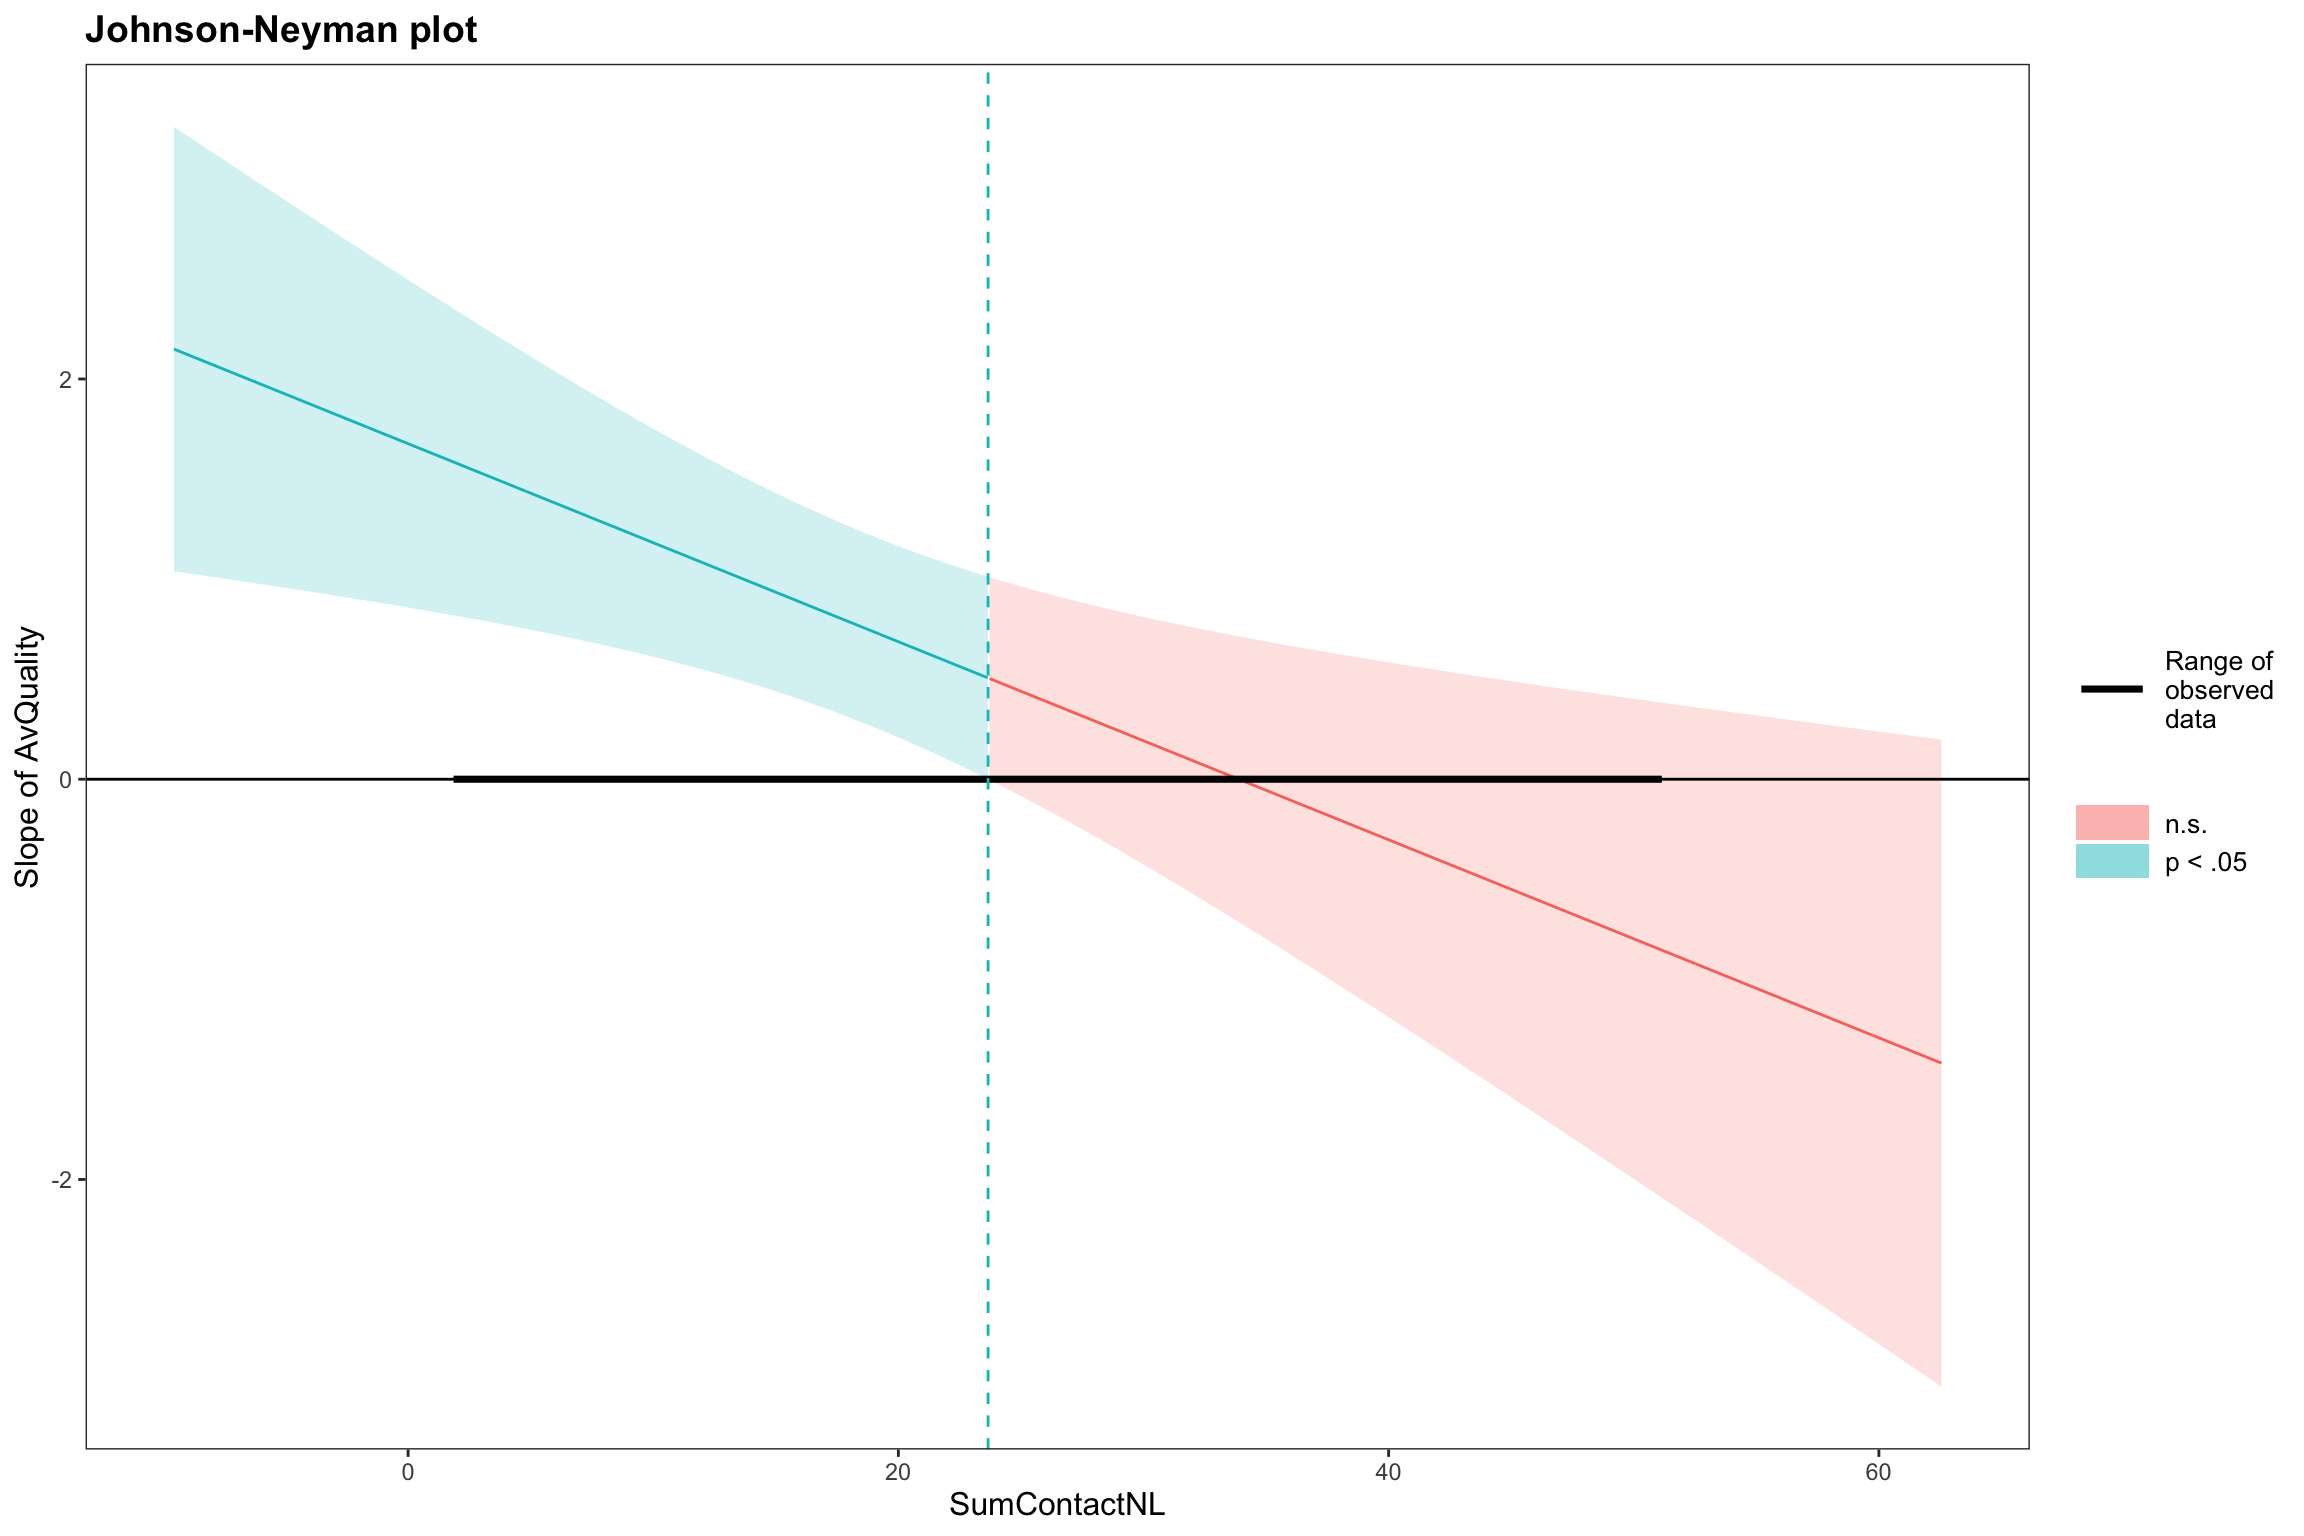 Johnson-Neyman plot
Slope of AvQuality
2
0
-2
0
20
40
60
SumContactNL
Range of
observed
data
n.s.
p < .05